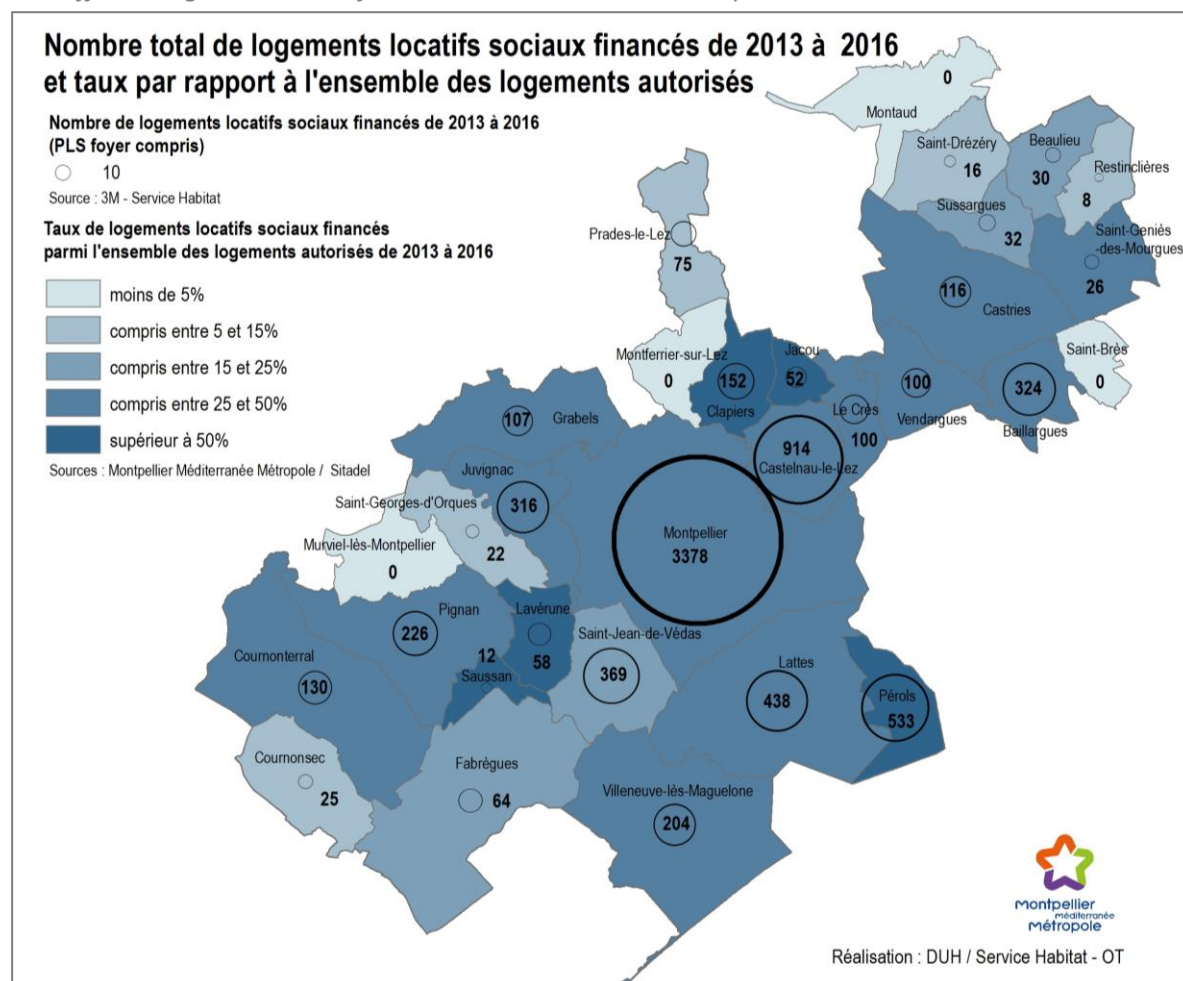 Nombre total de logements locatifs sociaux financés de 2013 à 2016
et taux par rapport à l'ensemble des logements autorisés
Nombre de logements locatifs sociaux financés de 2013 à 2016
(PLS foyer compris)
10
Source : 3M - Service Habitat
Taux de logements locatifs sociaux financés
parmi l'ensemble des logements autorisés de 2013 à 2016
moins de 5%
compris entre 5 et 15%
compris entre 15 et 25%
compris entre 25 et 50%
supérieur à 50%
Sources : Montpellier Méditerranée Métropole / Sitadel
0
Montaud
Saint-Drézéry
16
Beaulieu
30
Restinclières
8
Sussargues
32
Saint-Geniès
-des-Mourgues
26
Prades-le-Lez
75
116
Castries
Montferrier-sur-Lez
0
152
Clapiers
Jacou
52
Le Crès
100
100
Vendargues
324
Baillargues
Saint-Brès
0
107
Grabels
914
Castelnau-le-Lez
Juvignac
316
Saint-Georges-d'Orques
22
Murviel-lès-Montpellier
0
Montpellier
3378
Pignan
226
Lavérune
58
12
Saussan
Saint-Jean-de-Védas
369
Cournonterral
130
Lattes
438
Pérols
533
Cournonsec
25
Fabrègues
64
Villeneuve-lès-Maguelone
204
montpellier
méditerranée
métropole
Réalisation : DUH / Service Habitat - OT